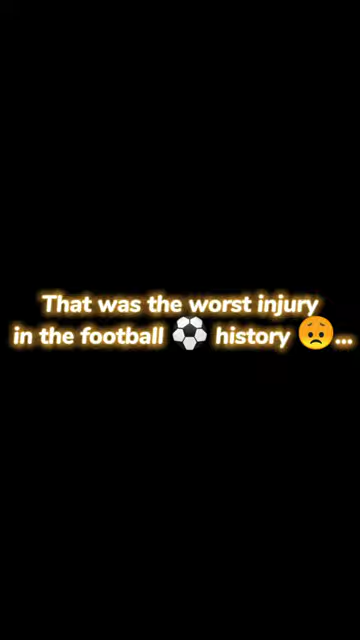 That was the worst injury
in the football ⚽ history 😞...